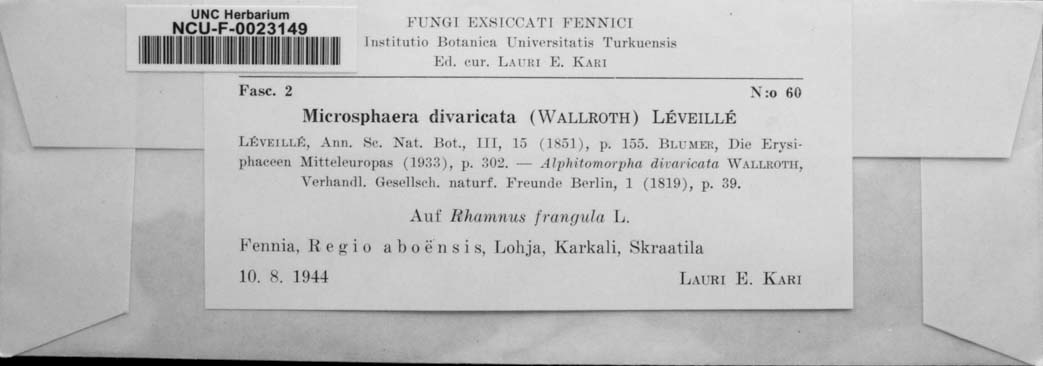 UNC Herbarium
NCU-F-0023149
FUNGI EXSICCATI FENNICI
Institutio Botanica Universitatis Turkuensis
Ed. cur. LAURI E. KARI
Fasc. 2 N:o 60
Microsphaera divaricata (WALLROTH) LÉVEILLÉ
LÉVEILLÉ, Ann. Sc. Nat. Bot., III, 15 (1851), p. 155. BLUMER, Die Erysi-
phaceen Mitteleuropas (1933), p. 302. — Alphitomorpha divaricata WALLROTH,
Verhandl. Gesellsch. naturf. Freunde Berlin, 1 (1819), p. 39.
Auf Rhamnus frangula L.
Fennia, Regio aboënsis, Lohja, Karkali, Skraatila
10. 8. 1944 LAURI E. KARI